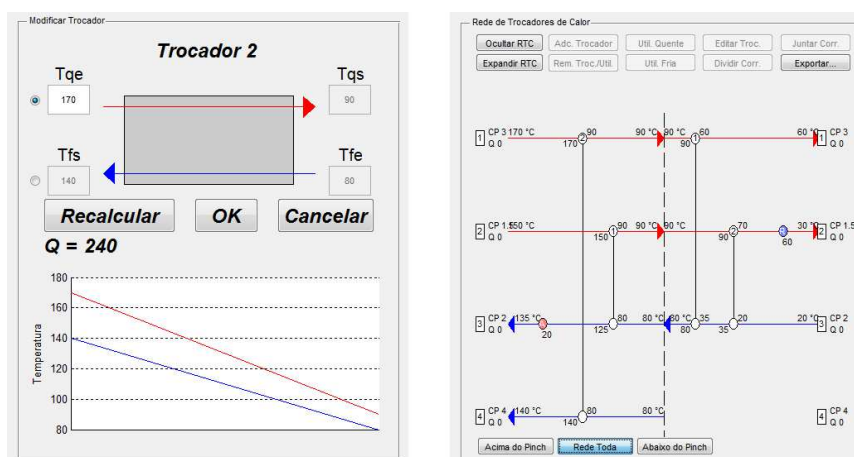 Modificar Trocador
Trocador 2
Tqe
Tqs
170
90
Tfs
Tfe
140
80
Recalcular
OK
Cancelar
Q = 240
180
160
140
120
100
80
Temperatura
Rede de Trocadores de Calor
Ocultar RTC
Adc. Trocador
Util. Quente
Editar Troc.
Juntar Corr.
Expandir RTC
Rem. Troc./Util.
Util. Fria
Dividir Corr.
Exportar...
1 CP 3 170 °C 2 90 90 °C 90 °C 1 60 60 °C 1 CP 3
Q 0 170 90 Q 0
2 CP 1.5 150 °C 1 90 90 °C 90 °C 2 70 30 °C 2 CP 1.5
Q 0 150 90 60 Q 0
3 CP 2 135 °C 80 80 °C 80 °C 35 20 20 °C 3 CP 2
Q 0 20 125 80 35 Q 0
4 CP 4 140 °C 80 80 °C 4 CP 4
Q 0 140 Q 0
Acima do Pinch
Rede Toda
Abaixo do Pinch